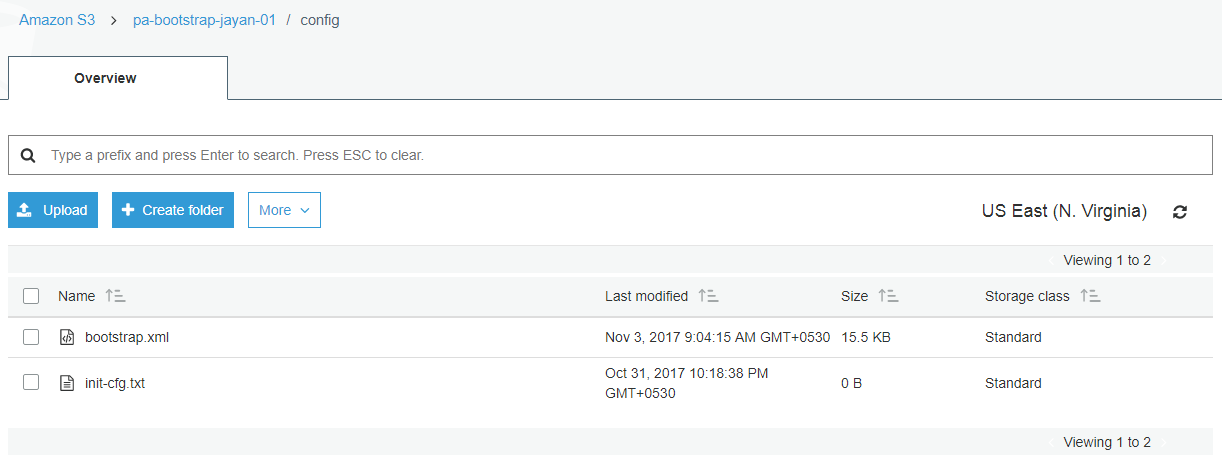 Amazon S3 > pa-bootstrap-jayan-01 / config
Overview
Type a prefix and press Enter to search. Press ESC to clear.
Upload Create folder More US East (N. Virginia)
Viewing 1 to 2
Name Last modified Size Storage class
bootstrap.xml Nov 3, 2017 9:04:15 AM GMT+0530 15.5 KB Standard
init-cfg.txt Oct 31, 2017 10:18:38 PM 0 B Standard
GMT+0530
Viewing 1 to 2